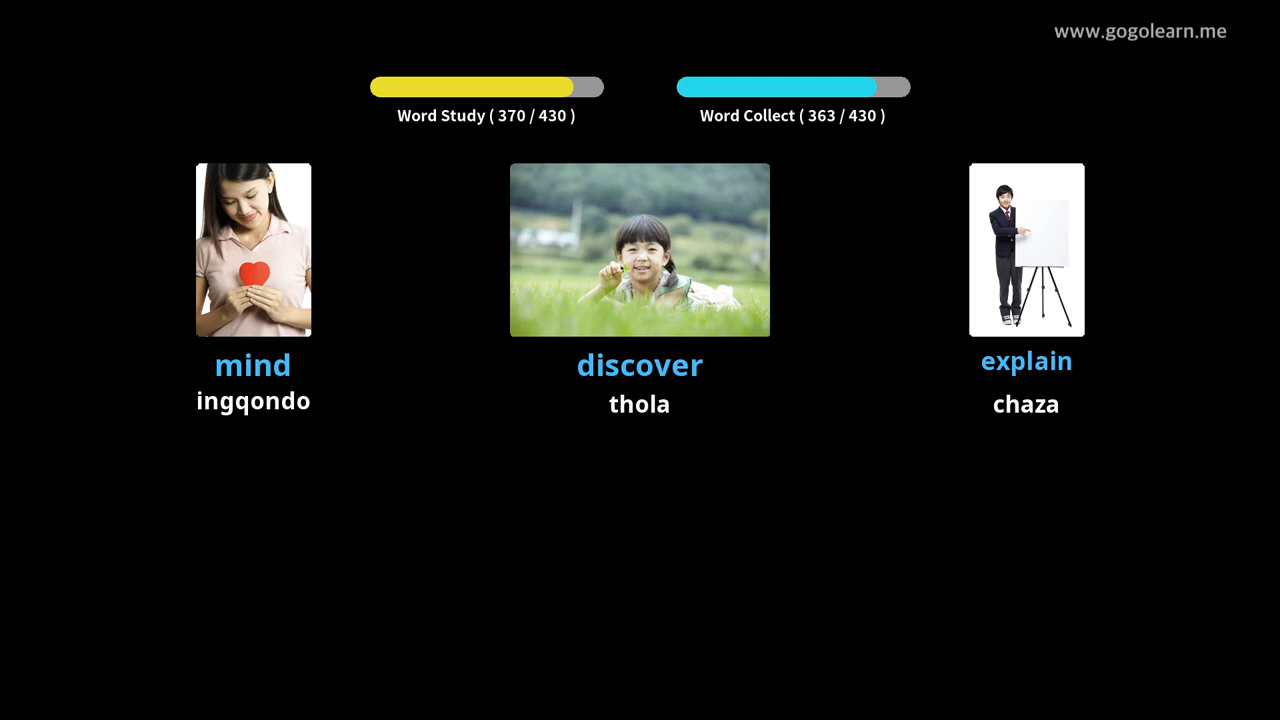 www.gogolearn.me
Word Study ( 370 / 430 )
Word Collect ( 363 / 430 )
mind
ingqondo
discover
thola
explain
chaza